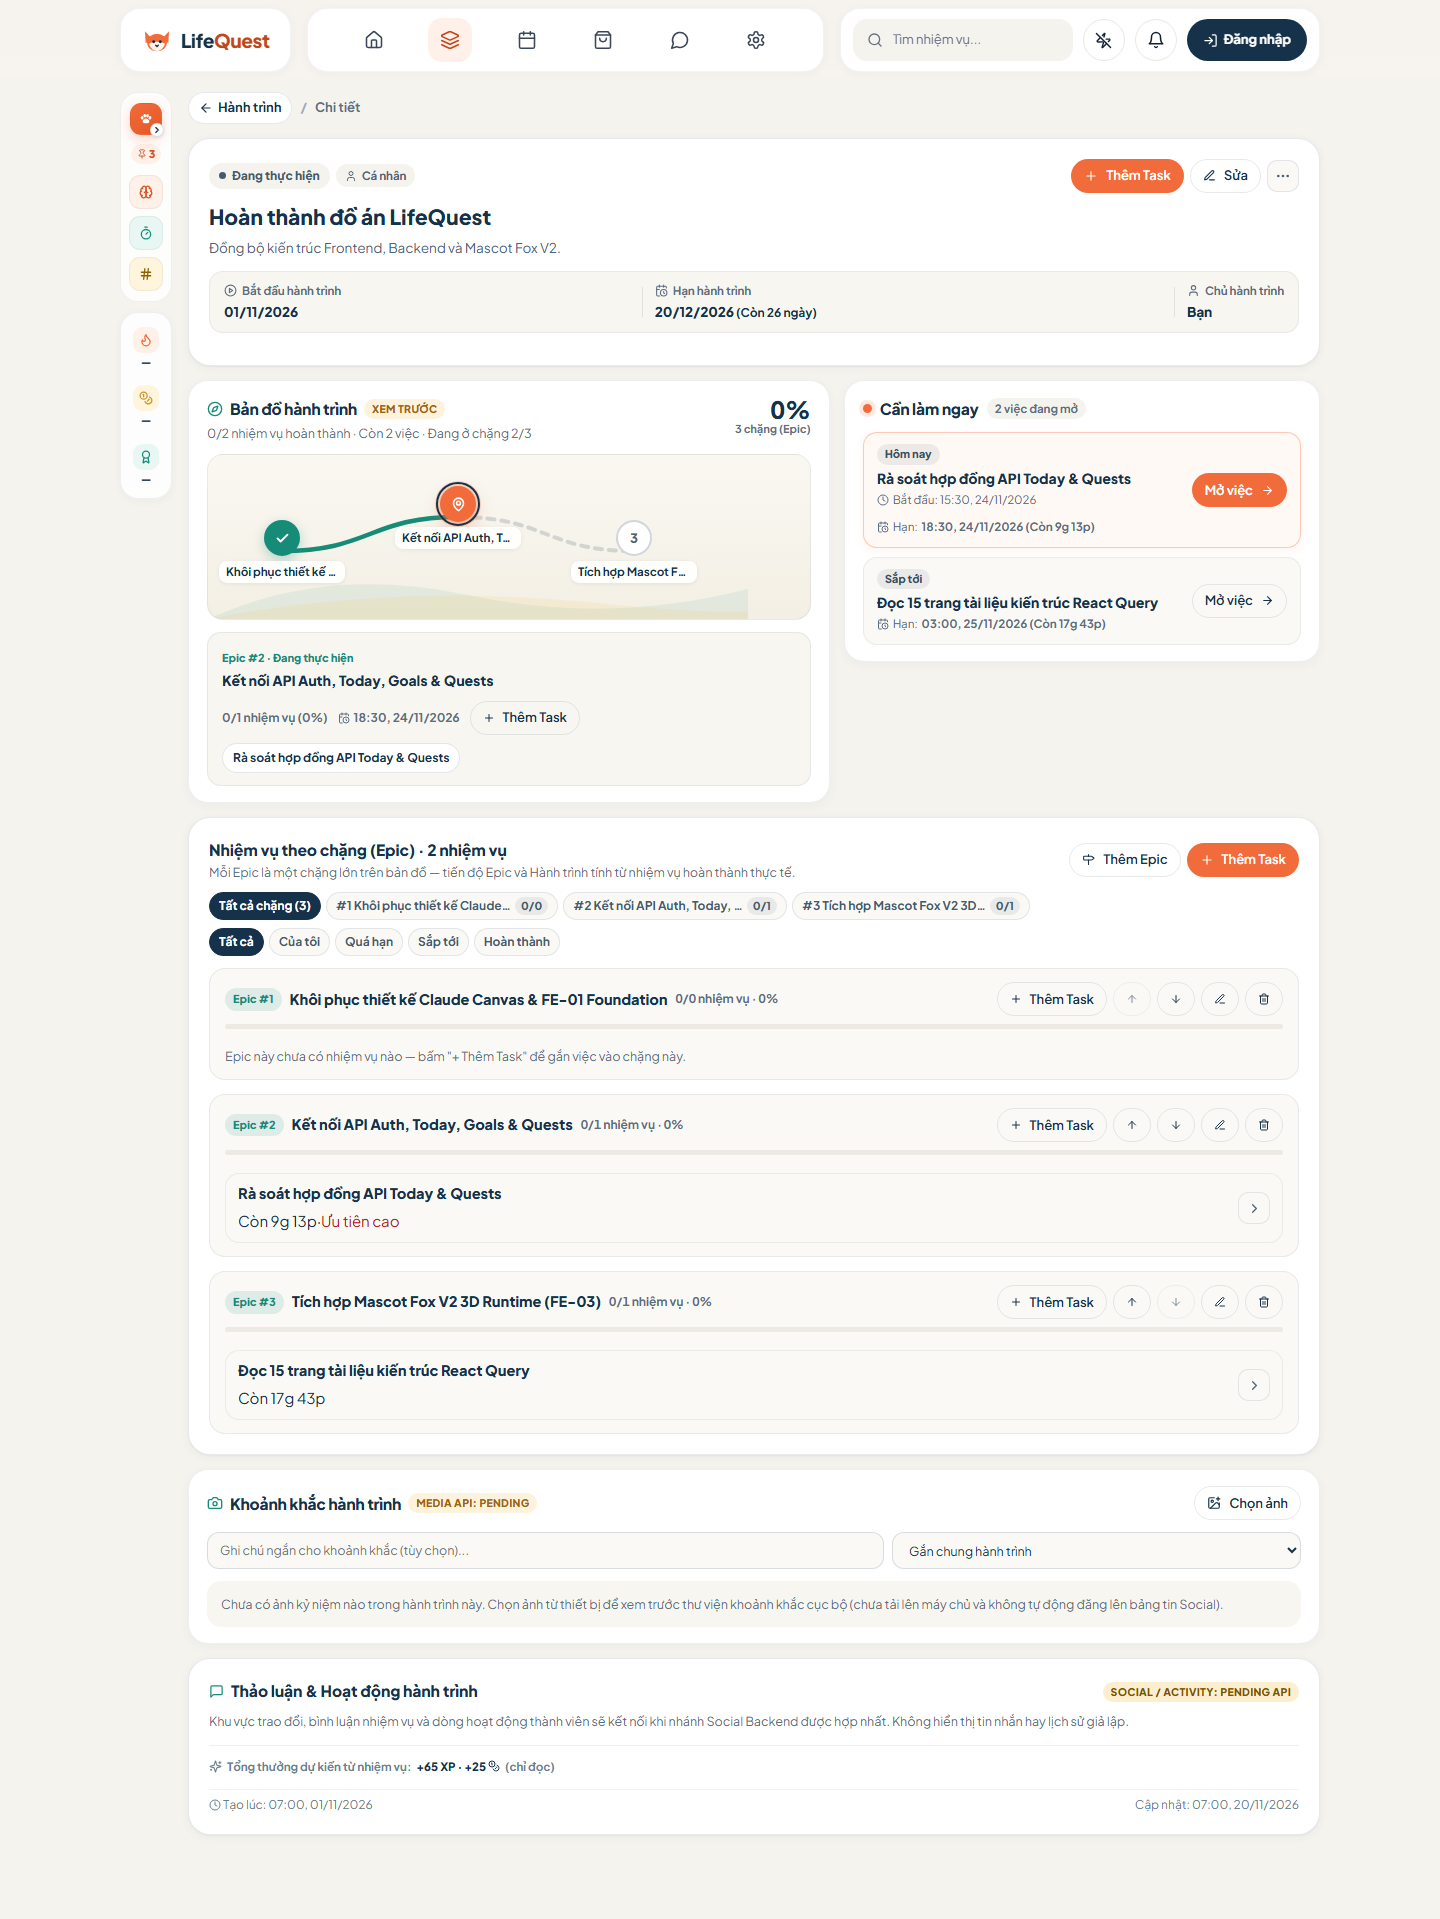 LifeQuest
Tìm nhiệm vụ...
Đăng nhập
3
Hành trình / Chi tiết
Đang thực hiện
Cá nhân
Thêm Task
Sửa
Hoàn thành đồ án LifeQuest
Đồng bộ kiến trúc Frontend, Backend và Mascot Fox V2.
Bắt đầu hành trình
01/11/2026
Hạn hành trình
20/12/2026 (Còn 26 ngày)
Chủ hành trình
Bạn
Bản đồ hành trình
XEM TRƯỚC
0%
0/2 nhiệm vụ hoàn thành · Còn 2 việc · Đang ở chặng 2/3
3 chặng (Epic)
Kết nối API Auth, T...
3
Khôi phục thiết kế ...
Tích hợp Mascot F...
Epic #2 · Đang thực hiện
Kết nối API Auth, Today, Goals & Quests
0/1 nhiệm vụ (0%)
18:30, 24/11/2026
Thêm Task
Rà soát hợp đồng API Today & Quests
Cần làm ngay
2 việc đang mở
Hôm nay
Rà soát hợp đồng API Today & Quests
Bắt đầu: 15:30, 24/11/2026
Hạn: 18:30, 24/11/2026 (Còn 9g 13p)
Mở việc
Sắp tới
Đọc 15 trang tài liệu kiến trúc React Query
Hạn: 03:00, 25/11/2026 (Còn 17g 43p)
Mở việc
Nhiệm vụ theo chặng (Epic) · 2 nhiệm vụ
Mỗi Epic là một chặng lớn trên bản đồ — tiến độ Epic và Hành trình tính từ nhiệm vụ hoàn thành thực tế.
Thêm Epic
Thêm Task
Tất cả chặng (3)
#1 Khôi phục thiết kế Claude... 0/0
#2 Kết nối API Auth, Today, ... 0/1
#3 Tích hợp Mascot Fox V2 3D... 0/1
Tất cả
Của tôi
Quá hạn
Sắp tới
Hoàn thành
Epic #1 Khôi phục thiết kế Claude Canvas & FE-01 Foundation 0/0 nhiệm vụ · 0%
Thêm Task
Epic này chưa có nhiệm vụ nào — bấm "+ Thêm Task" để gắn việc vào chặng này.
Epic #2 Kết nối API Auth, Today, Goals & Quests 0/1 nhiệm vụ · 0%
Thêm Task
Rà soát hợp đồng API Today & Quests
Còn 9g 13p·Ưu tiên cao
Epic #3 Tích hợp Mascot Fox V2 3D Runtime (FE-03) 0/1 nhiệm vụ · 0%
Thêm Task
Đọc 15 trang tài liệu kiến trúc React Query
Còn 17g 43p
Khoảnh khắc hành trình
MEDIA API: PENDING
Chọn ảnh
Ghi chú ngắn cho khoảnh khắc (tùy chọn)...
Gắn chung hành trình
Chưa có ảnh kỷ niệm nào trong hành trình này. Chọn ảnh từ thiết bị để xem trước thư viện khoảnh khắc cục bộ (chưa tải lên máy chủ và không tự động đăng lên bảng tin Social).
Thảo luận & Hoạt động hành trình
SOCIAL / ACTIVITY: PENDING API
Khu vực trao đổi, bình luận nhiệm vụ và dòng hoạt động thành viên sẽ kết nối khi nhánh Social Backend được hợp nhất. Không hiển thị tin nhắn hay lịch sử giả lập.
Tổng thưởng dự kiến từ nhiệm vụ: +65 XP · +25 (chỉ đọc)
Tạo lúc: 07:00, 01/11/2026
Cập nhật: 07:00, 20/11/2026